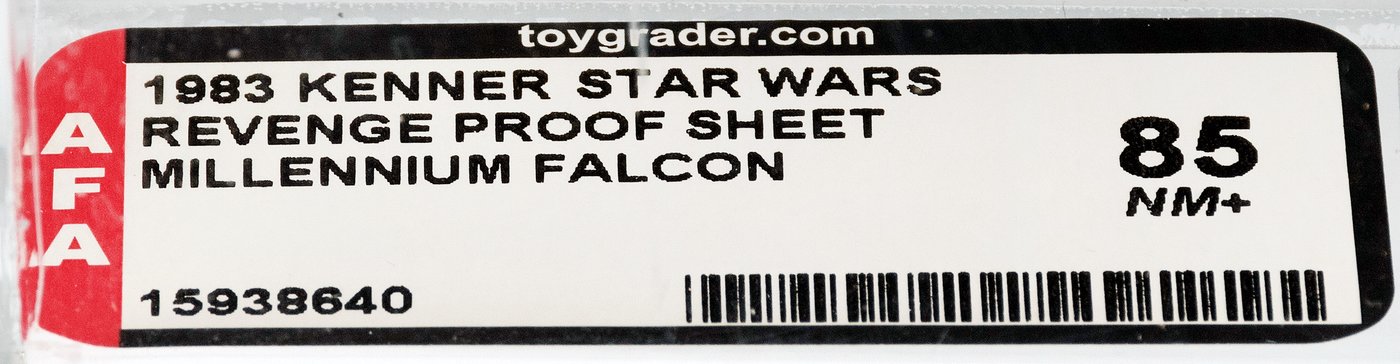 toygrader.com
AFA
1983 KENNER STAR WARS
REVENGE PROOF SHEET
MILLENNIUM FALCON
85
NM+
15938640